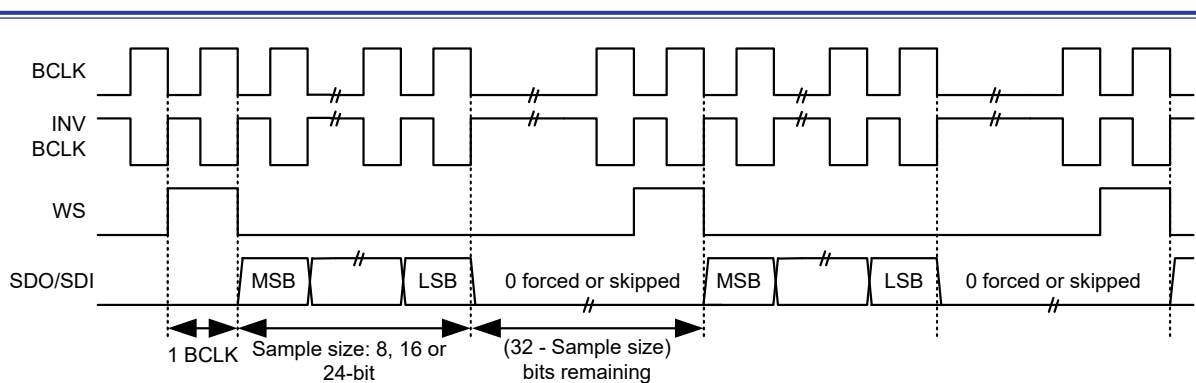 BCLK
INV
BCLK
WS
SDO/SDI
MSB
LSB
0 forced or skipped
MSB
LSB
0 forced or skipped
1 BCLK
Sample size: 8, 16 or
24-bit
(32 - Sample size)
bits remaining